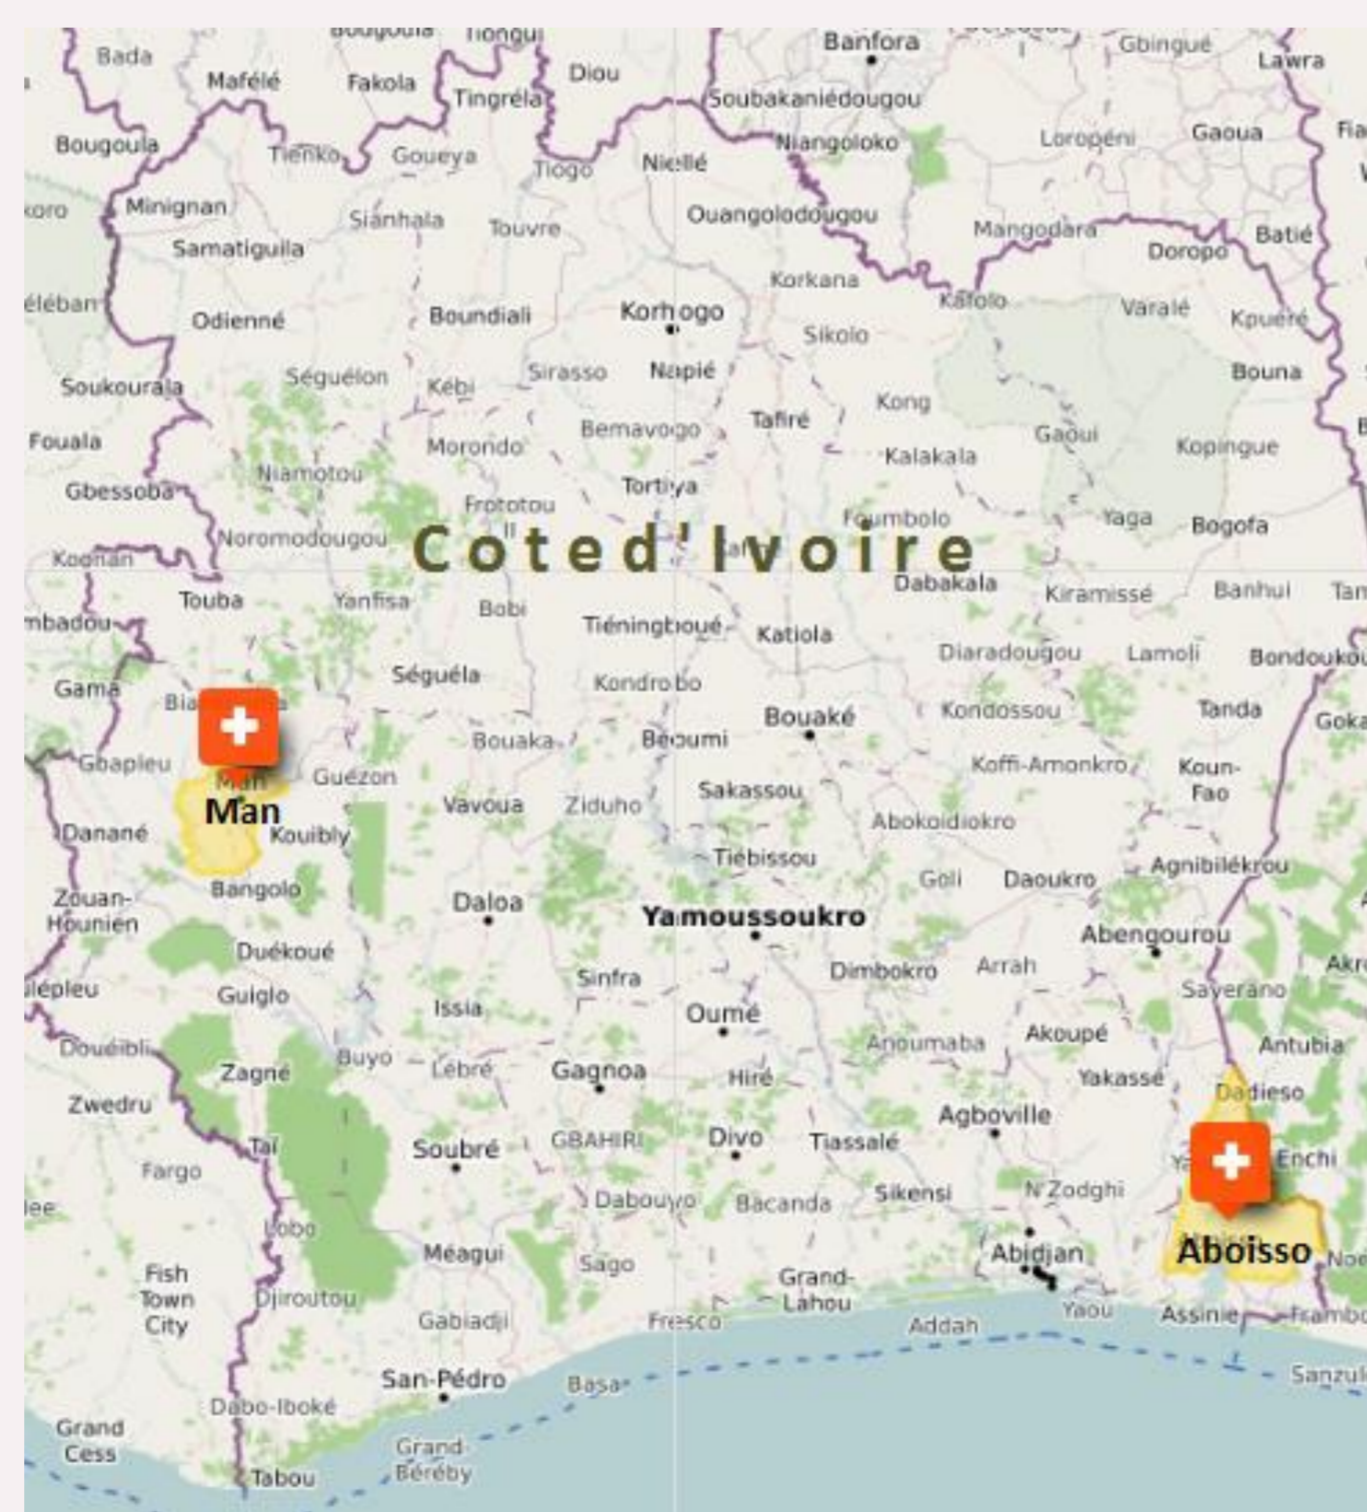 Bougoula
Tiongui
Banfora
Gbingué
Bada
Mafélé
Fakola
Diou
Lawra
Tingréla
Soubakaniédougou
Bougoula
Tienko
Goueya
Tiogo
Niellé
Niangoloko
Loropéni
Gaoua
Minignan
Sianhala
Touvre
Ouangolodougou
Mangodara
Batié
Samatiguila
Doropo
Korkana
Kafolo
Varalé
Kpuere
Odienné
Boundiali
Korhogo
Sikolo
Soukourala
Séguélon
Kébi
Sirasso
Napié
Bouna
Kong
Fouala
Morondo
Bemavogo
Tafiré
Gaoui
Kopingue
Kalakala
Gbessoba
Niamotou
Frototou
II
Tortiya
Foumbolo
Yaga
Bogofa
Noromodougou
Coted'Ivoire
Koonan
Dabakala
Kiramissé
Banhui
Touba
Yanfisa
Bobi
Tiéningboué
Katiola
Diaradougou
Lamoli
Bondoukou
Gama
Séguéla
Kondrobo
Bouaké
Kondossou
Tanda
Gbapleu
Bouaka
Béoumi
Koffi-Amonkro
Koun-
Fao
Man
Guézon
Man
Vavoua
Ziduho
Sakassou
Abokoidiokro
Danané
Kouibly
Tiébissou
Agnibilékrou
Bangolo
Goli
Daoukro
Zouan-
Hounien
Daloa
Yamoussoukro
Abengourou
Duékoué
Sinfra
Dimbokro
Arrah
Guiglo
Issia
Oumé
Sayerano
Douéibli
Buyo
Lébré
Gagnoa
Anoumaba
Akoupé
Antubia
Zagné
Hiré
Yakassé
Dadieso
Zwedru
Agboville
Taï
Soubré
GBAHIRI
Divo
Tiassalé
Enchi
Fargo
Dabouyo
Bacanda
Sikensi
N'Zodghi
Lobo
Méagui
Sago
Abidjan
Aboisso
Fish
Town
City
Djiroutou
Grand-
Lahou
Gabiadji
Fresco
Addah
Yaou
Assinie
San-Pédro
Basa
Dabo-Iboké
Grand
Cess
Grand-
Béréby
Tabou